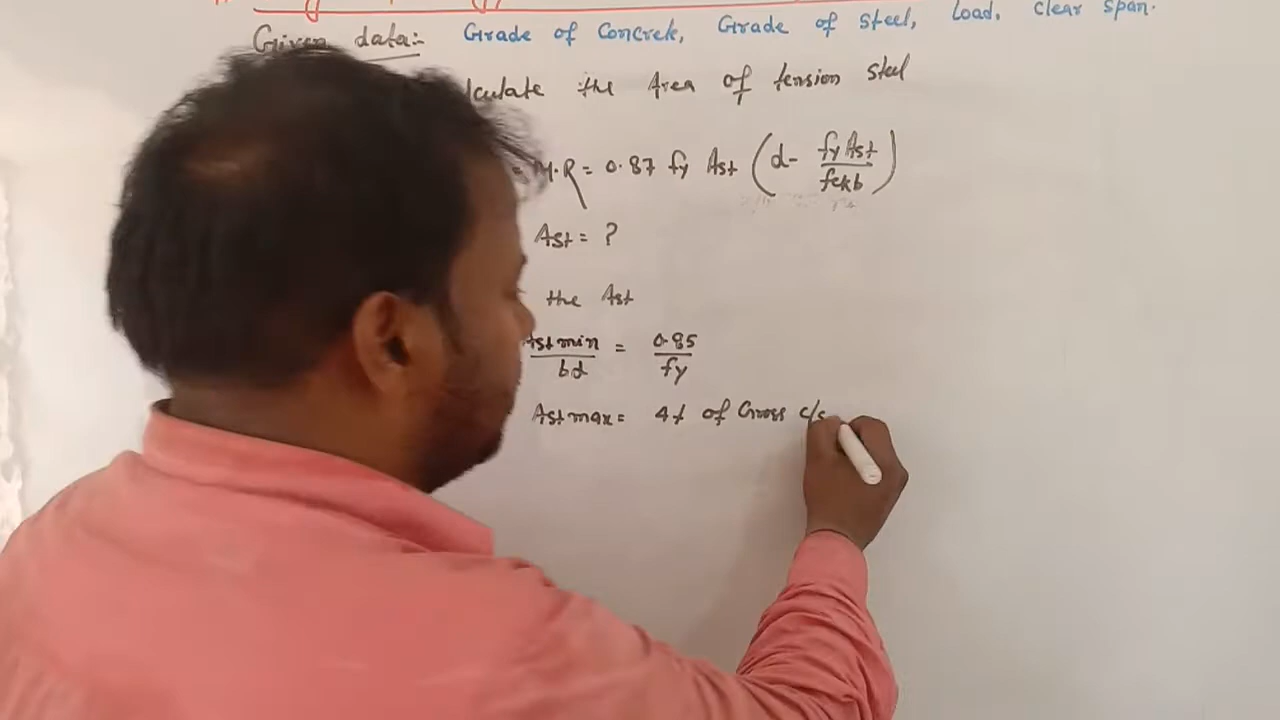 Given data:- Grade of Concrete, Grade of Steel, Load, clear span.
the Area of tension steel
M.R = 0.87 fy Ast (d - fy Ast / fck b)
Ast = ?
the Ast
Ast min / bd = 0.85 / fy
Ast max = 4% of Gross c/s